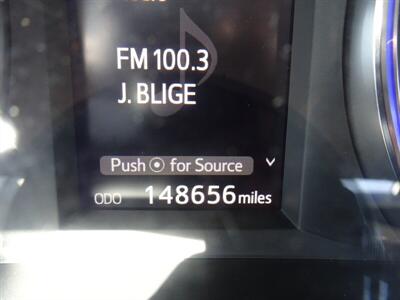 FM 100.3
J. BLIGE
Push ⦿ for Source
ODO 148656 miles